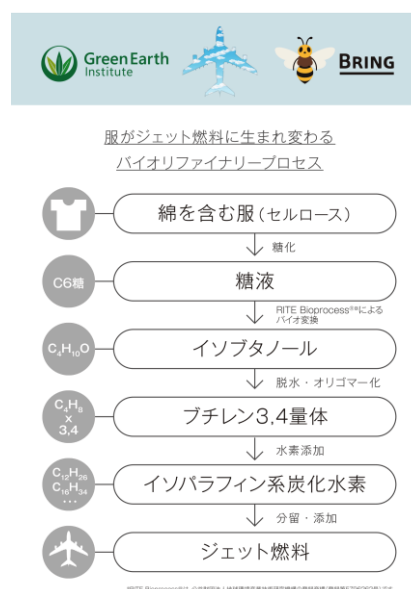 Green Earth
Institute
BRING
服がジェット燃料に生まれ変わる
バイオリファイナリープロセス
綿を含む服（セルロース）
糖化
C6糖
糖液
RITE Bioprocess®※による
バイオ変換
C₄H₁₀O
イソブタノール
脱水・オリゴマー化
C₄H₈
×
3,4
ブチレン3,4量体
水素添加
C₁₂H₂₆
C₁₆H₃₄
…
イソパラフィン系炭化水素
分留・添加
ジェット燃料